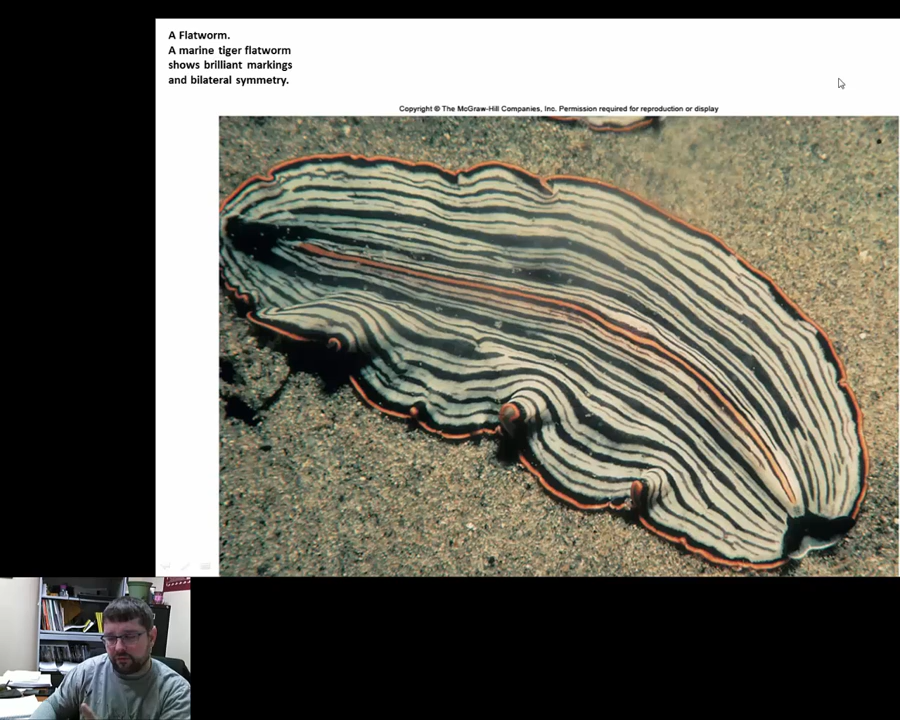 A Flatworm.
A marine tiger flatworm
shows brilliant markings
and bilateral symmetry.
Copyright © The McGraw-Hill Companies, Inc. Permission required for reproduction or display